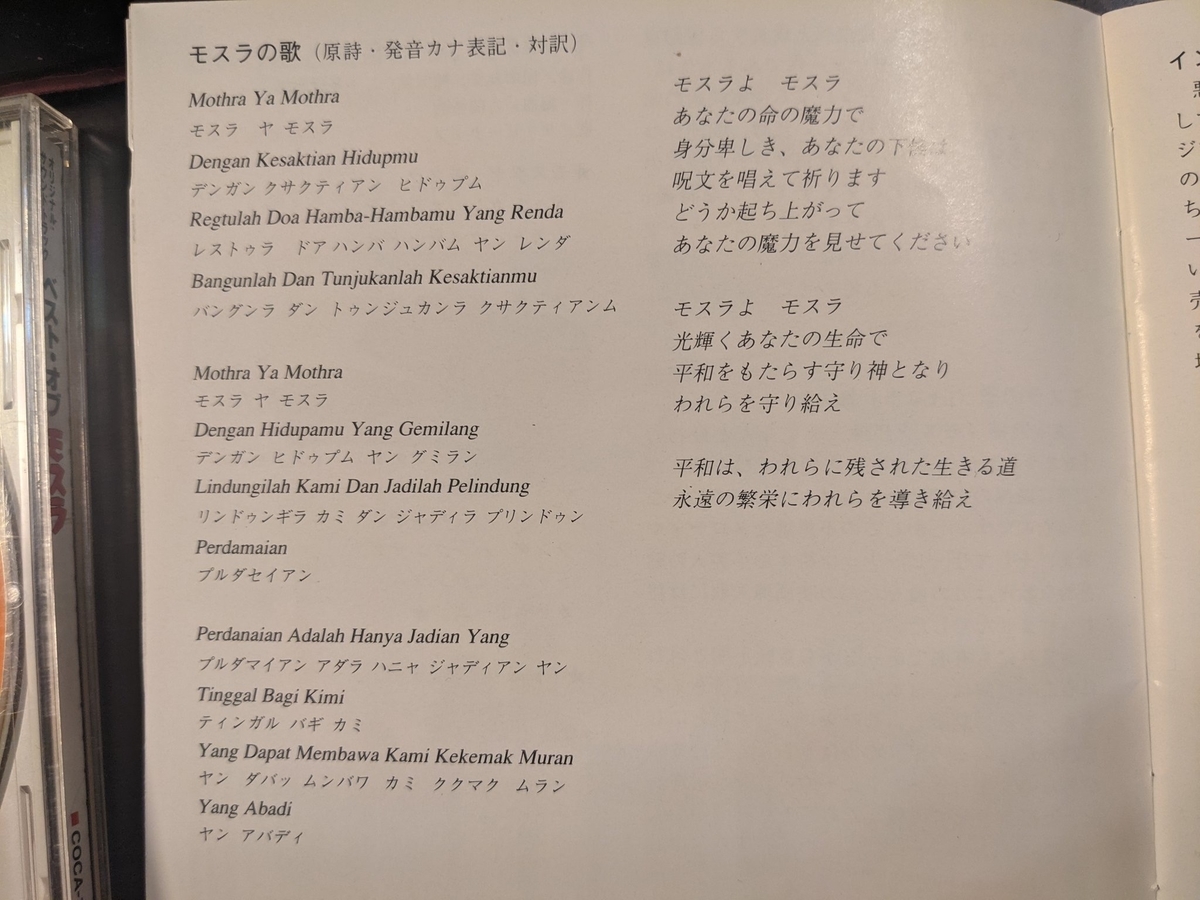 モスラの歌（原詩・発音カナ表記・対訳）
Mothra Ya Mothra
モスラ ヤ モスラ
Dengan Kesaktian Hidupmu
デンガン クサクティアン ヒドゥプム
Regtulah Doa Hamba-Hambamu Yang Renda
レストゥラ ドア ハンバ ハンバム ヤン レンダ
Bangunlah Dan Tunjukanlah Kesaktianmu
バングンラ ダン トゥンジュカンラ クサクティアンム
Mothra Ya Mothra
モスラ ヤ モスラ
Dengan Hidupamu Yang Gemilang
デンガン ヒドゥプム ヤン グミラン
Lindungilah Kami Dan Jadilah Pelindung
リンドゥンギラ カミ ダン ジャディラ プリンドゥン
Perdamaian
プルダセイアン
Perdanaian Adalah Hanya Jadian Yang
プルダマイアン アダラ ハニャ ジャディアン ヤン
Tinggal Bagi Kimi
ティンガル バギ カミ
Yang Dapat Membawa Kami Kekemak Muran
ヤン ダバッ ムンバワ カミ ククマク ムラン
Yang Abadi
ヤン アバディ
モスラよ モスラ
あなたの命の魔力で
身分卑しき、あなたの下僕は
呪文を唱えて祈ります
どうか起ち上がって
あなたの魔力を見せてください
モスラよ モスラ
光輝くあなたの生命で
平和をもたらす守り神となり
われらを守り給え
平和は、われらに残された生きる道
永遠の繁栄にわれらを導き給え
モスラ
COCA-